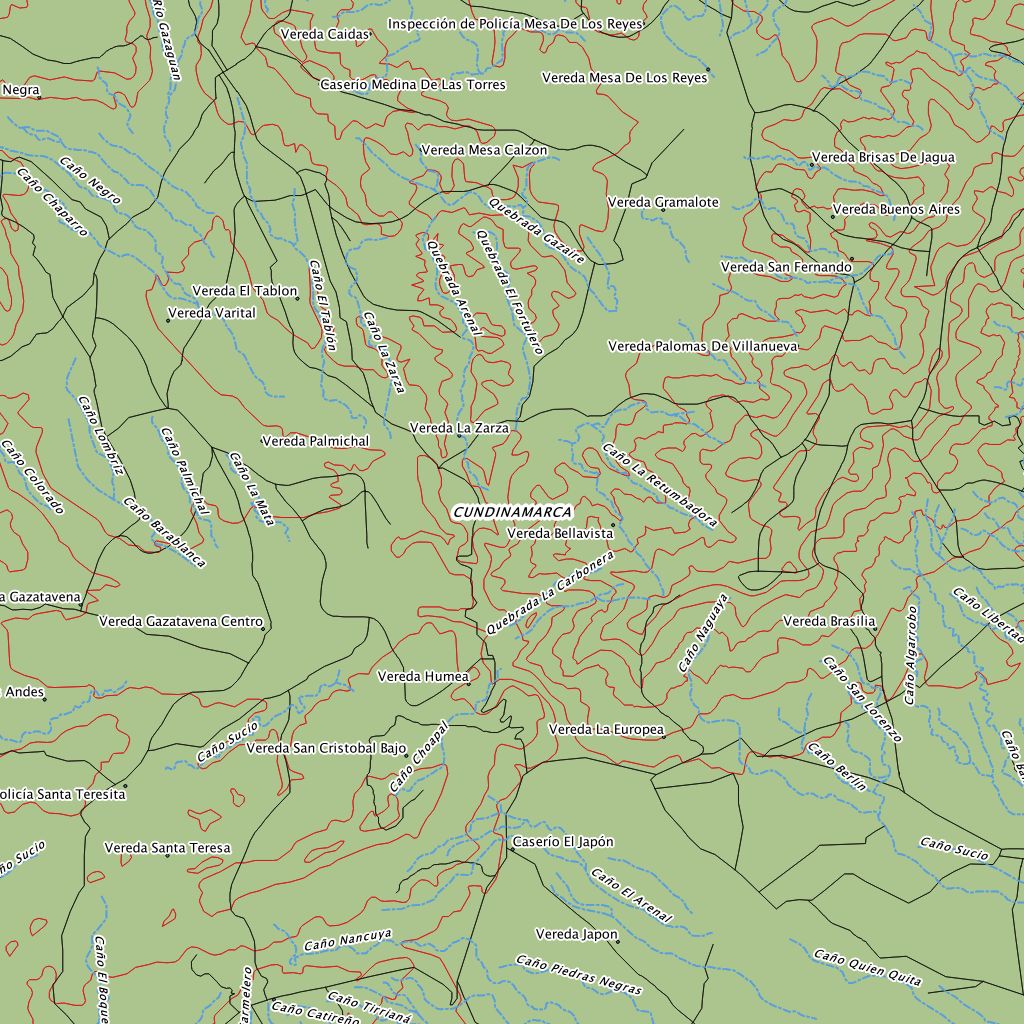 Río Gazaguan
Inspección de Policía Mesa De Los Reyes
Vereda Caidas
Vereda Mesa De Los Reyes
Caserío Medina De Las Torres
Negra
Vereda Mesa Calzon
Vereda Brisas De Jagua
Caño Negro
Caño Chaparro
Vereda Gramalote
Vereda Buenos Aires
Quebrada Gazaire
Quebrada Arenal
Quebrada El Fortulero
Vereda San Fernando
Vereda El Tablon
Caño El Tablón
Vereda Varital
Caño La Zarza
Vereda Palomas De Villanueva
Caño Lombriz
Vereda La Zarza
Vereda Palmichal
Caño Colorado
Caño Palmichal
Caño La Mata
Caño La Retumbadora
CUNDINAMARCA
Caño Barablanca
Vereda Bellavista
Quebrada La Carbonera
a Gazatavena
Caño Libertao
Vereda Gazatavena Centro
Caño Naguaya
Vereda Brasilia
Caño Algarrobo
Vereda Humea
Andes
Caño San Lorenzo
Caño Sucio
Vereda La Europea
Vereda San Cristobal Bajo
Caño Choapal
Caño Berlín
Caño Ba
olicía Santa Teresita
Caserío El Japón
Vereda Santa Teresa
ño Sucio
Caño Sucio
Caño El Arenal
Vereda Japon
Caño Nancuya
Caño El Boque
Caño Piedras Negras
Caño Quien Quita
armelero
Caño Tirriana
Caño Catireño